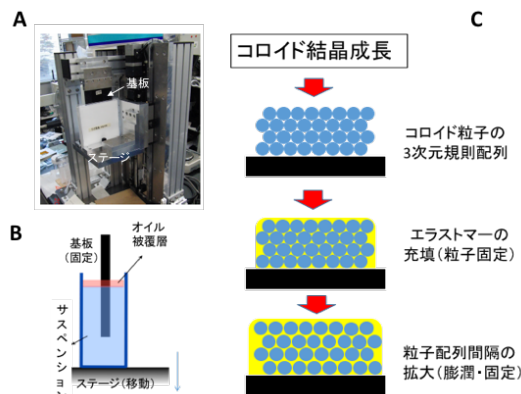 A
基板
ステージ
B
基板
(固定)
オイル
被覆層
サスペンション
ステージ(移動)
C
コロイド結晶成長
コロイド粒子の
3次元規則配列
エラストマーの
充填(粒子固定)
粒子配列間隔の
拡大(膨潤・固定)